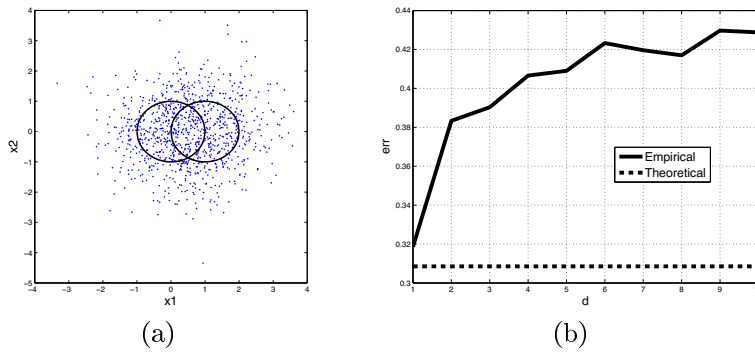 5
4
3
2
1
0
−1
−2
−3
−4
−5
−4 −3 −2 −1 0 1 2 3 4
x1
x2
(a)
0.44
0.42
0.4
0.38
0.36
0.34
0.32
0.3
1 2 3 4 5 6 7 8 9
d
err
Empirical
Theoretical
(b)